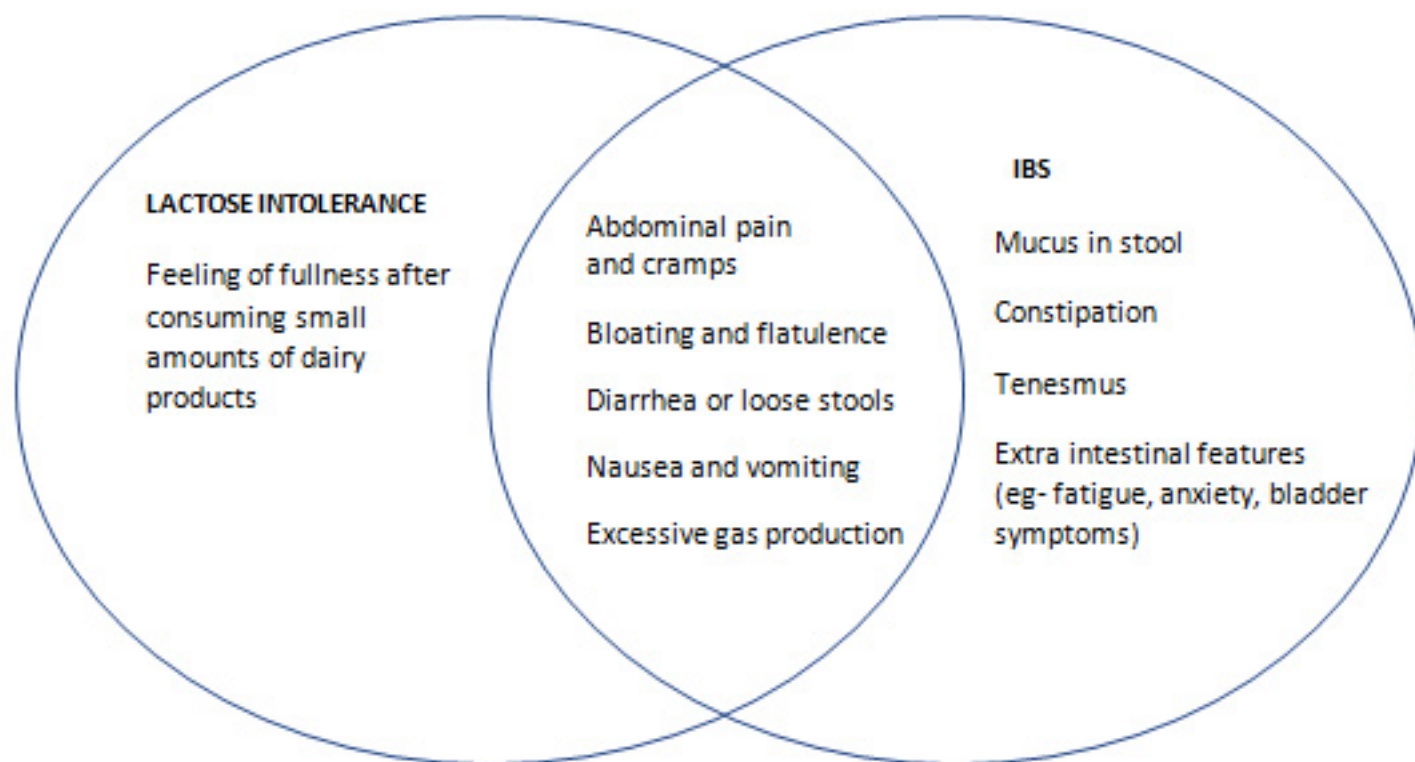 LACTOSE INTOLERANCE
Feeling of fullness after
consuming small
amounts of dairy
products
Abdominal pain
and cramps
Bloating and flatulence
Diarrhea or loose stools
Nausea and vomiting
Excessive gas production
IBS
Mucus in stool
Constipation
Tenesmus
Extra intestinal features
(eg- fatigue, anxiety, bladder
symptoms)